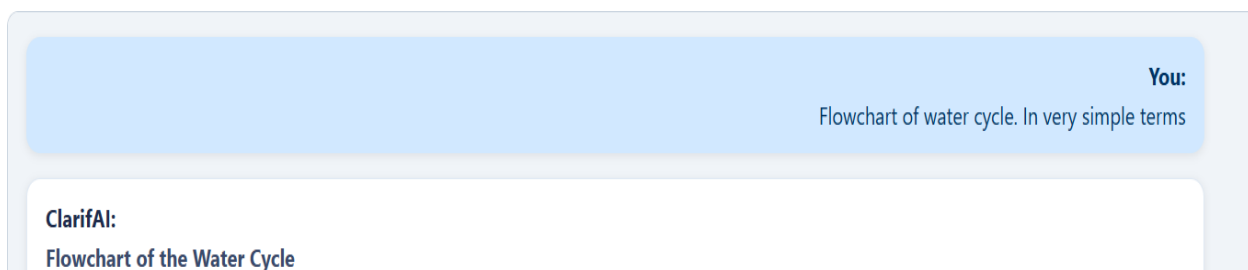 You:
Flowchart of water cycle. In very simple terms
ClarifAI:
Flowchart of the Water Cycle